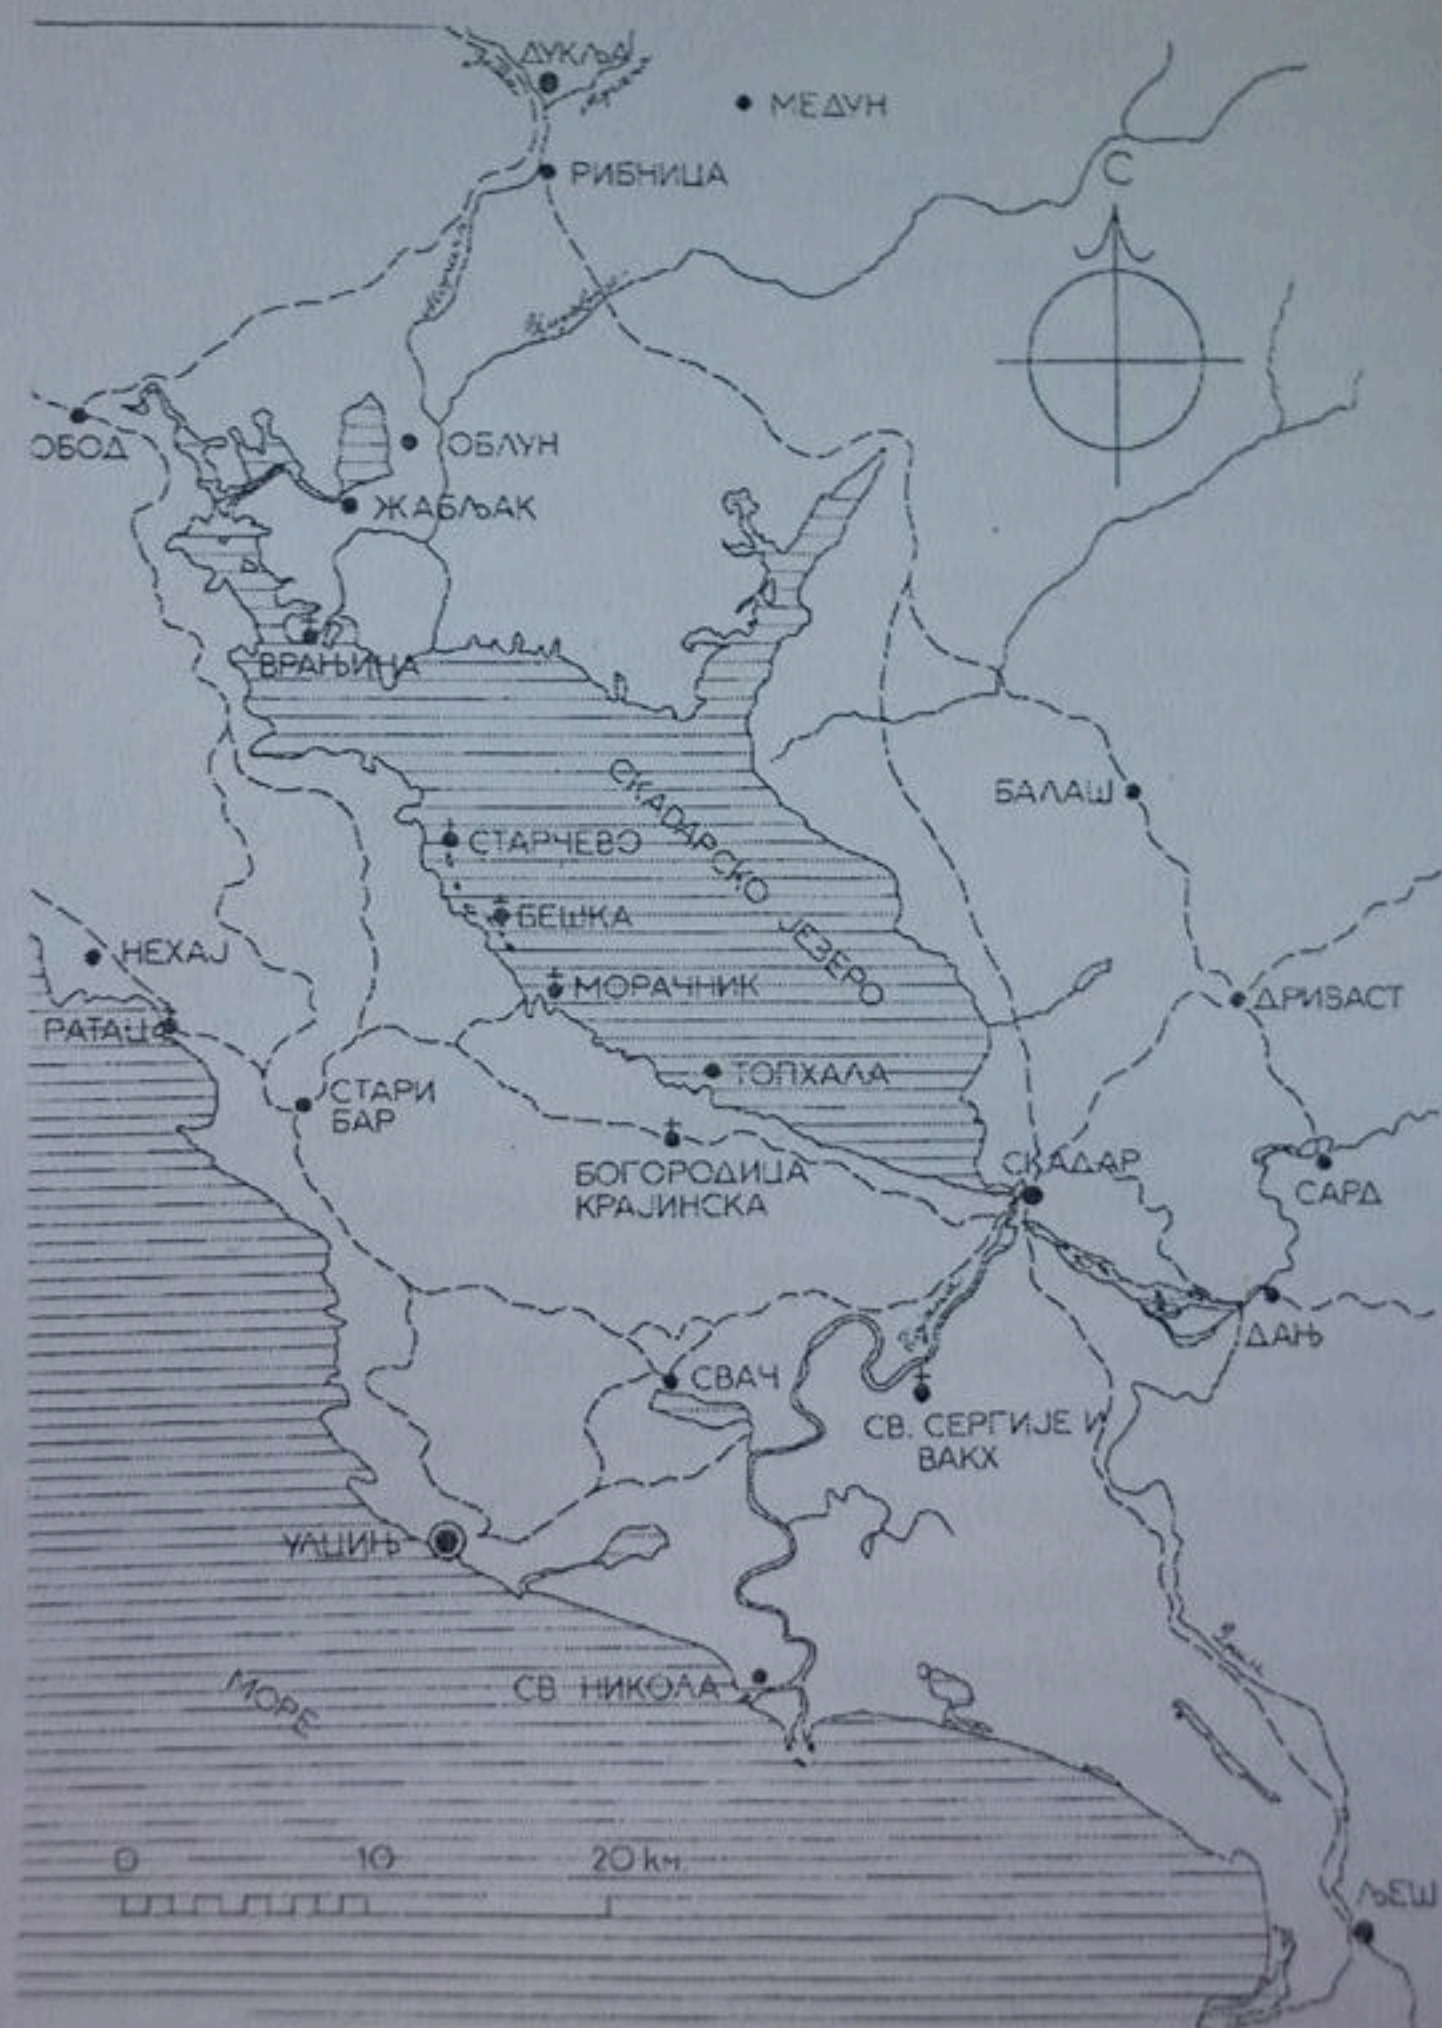 ДУКЉА
МЕДУН
С
РИБНИЦА
ОБОД
ОБЛУН
ЖАБЉАК
ВРАЊИНА
СКАДАРСКО ЈЕЗЕРО
БАЛАШ
СТАРЧЕВО
БЕШКА
НЕХАЈ
МОРАЧНИК
ДРИВАСТ
РАТАЦ
ТОПХАЛА
СТАРИ
БАР
БОГОРОДИЦА
КРАЈИНСКА
СКАДАР
САРД
ДАЊ
СВАЧ
СВ. СЕРГИЈЕ И
ВАКХ
УЛЦИЊ
СВ НИКОЛА
МОРЕ
0 10 20 км.
ЉЕШ